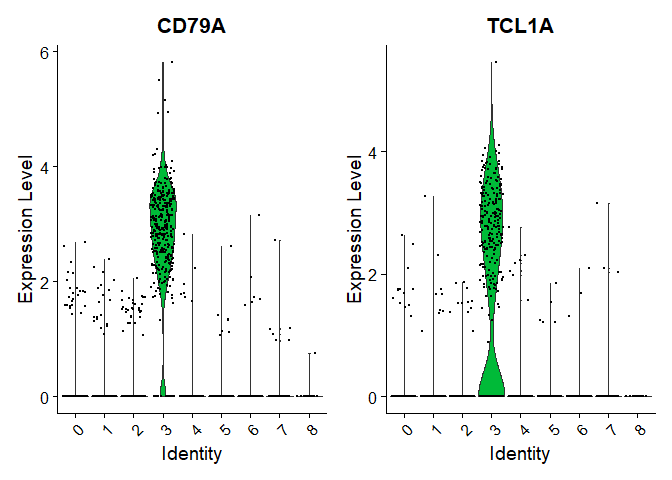 CD79A
TCL1A
Expression Level
6
4
2
0
0 1 2 3 4 5 6 7 8
Identity
Expression Level
4
2
0
0 1 2 3 4 5 6 7 8
Identity